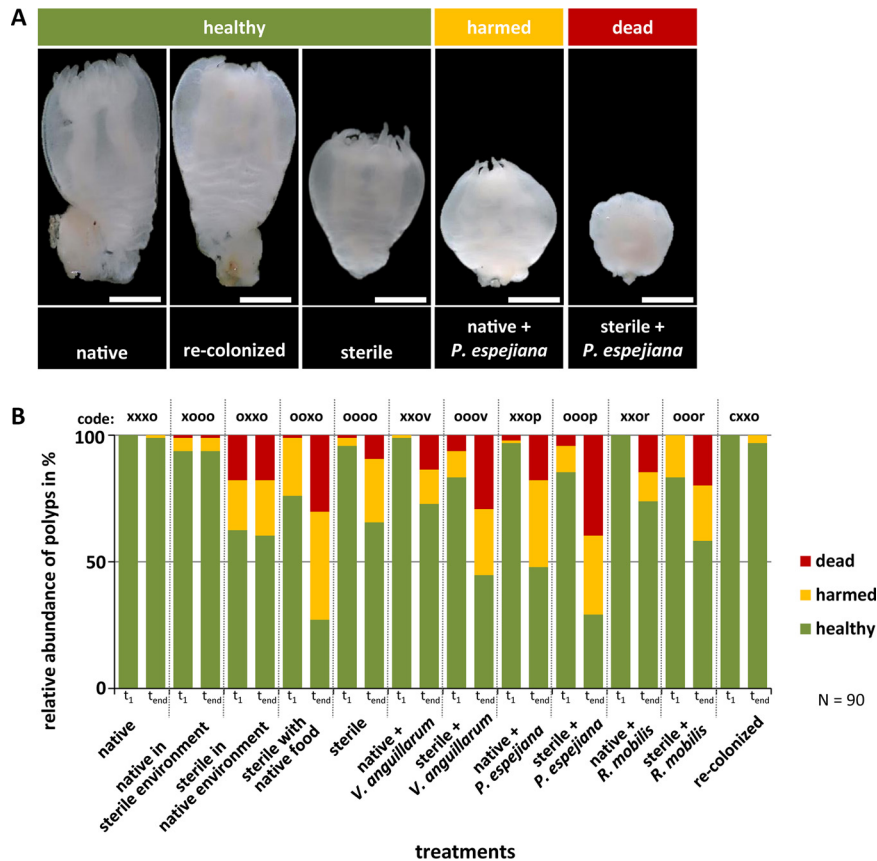 A
healthy harmed dead
native re-colonized sterile native + P. espejiana sterile + P. espejiana
B
code: xxxo xooo oxxo ooxo oooo xxov ooov xxop ooop xxor ooor cxxo
relative abundance of polyps in %
100
50
0
t1 tend t1 tend t1 tend t1 tend t1 tend t1 tend t1 tend t1 tend t1 tend t1 tend t1 tend t1 tend
native
native in
sterile environment
sterile in
native environment
sterile with
native food
sterile
native +
V. anguillarum
sterile +
V. anguillarum
native +
P. espejiana
sterile +
P. espejiana
native +
R. mobilis
sterile +
R. mobilis
re-colonized
treatments
dead
harmed
healthy
N = 90